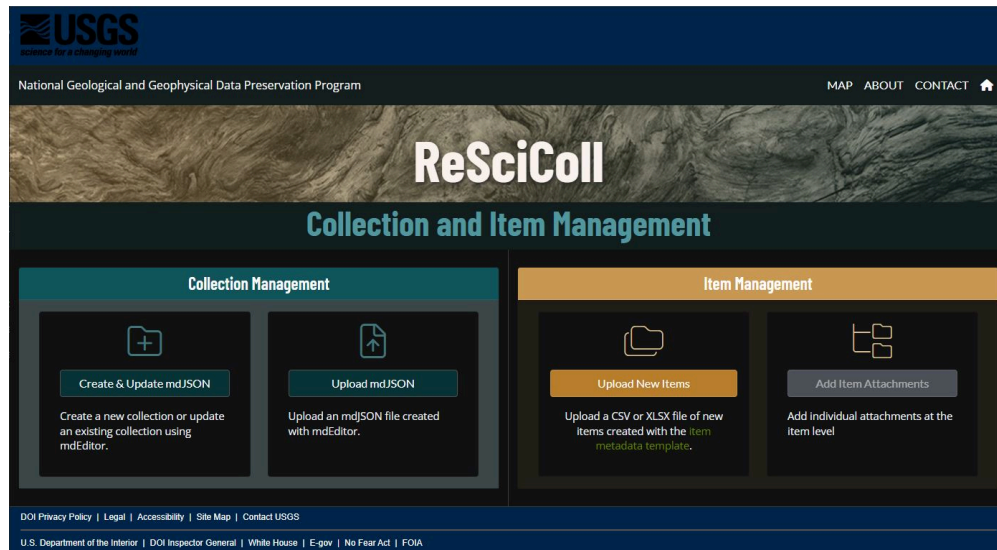 USGS
science for a changing world
National Geological and Geophysical Data Preservation Program
MAP ABOUT CONTACT
ReSciColl
Collection and Item Management
Collection Management
Create & Update mdJSON
Create a new collection or update
an existing collection using
mdEditor.
Upload mdJSON
Upload an mdJSON file created
with mdEditor.
Item Management
Upload New Items
Upload a CSV or XLSX file of new
items created with the item
metadata template.
Add Item Attachments
Add individual attachments at the
item level
DOI Privacy Policy | Legal | Accessibility | Site Map | Contact USGS
U.S. Department of the Interior | DOI Inspector General | White House | E-gov | No Fear Act | FOIA